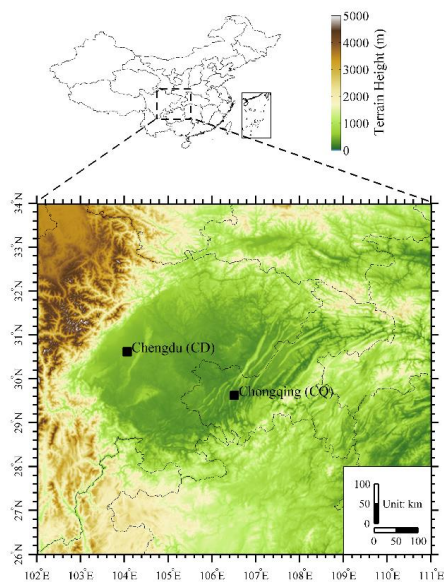 5000
4000
3000
2000
1000
0
Terrain Height (m)
34°N
33°N
32°N
31°N
30°N
29°N
28°N
27°N
26°N
Chengdu (CD)
Chongqing (CQ)
100
50
0
Unit: km
0 50 100
102°E 103°E 104°E 105°E 106°E 107°E 108°E 109°E 110°E 111°E